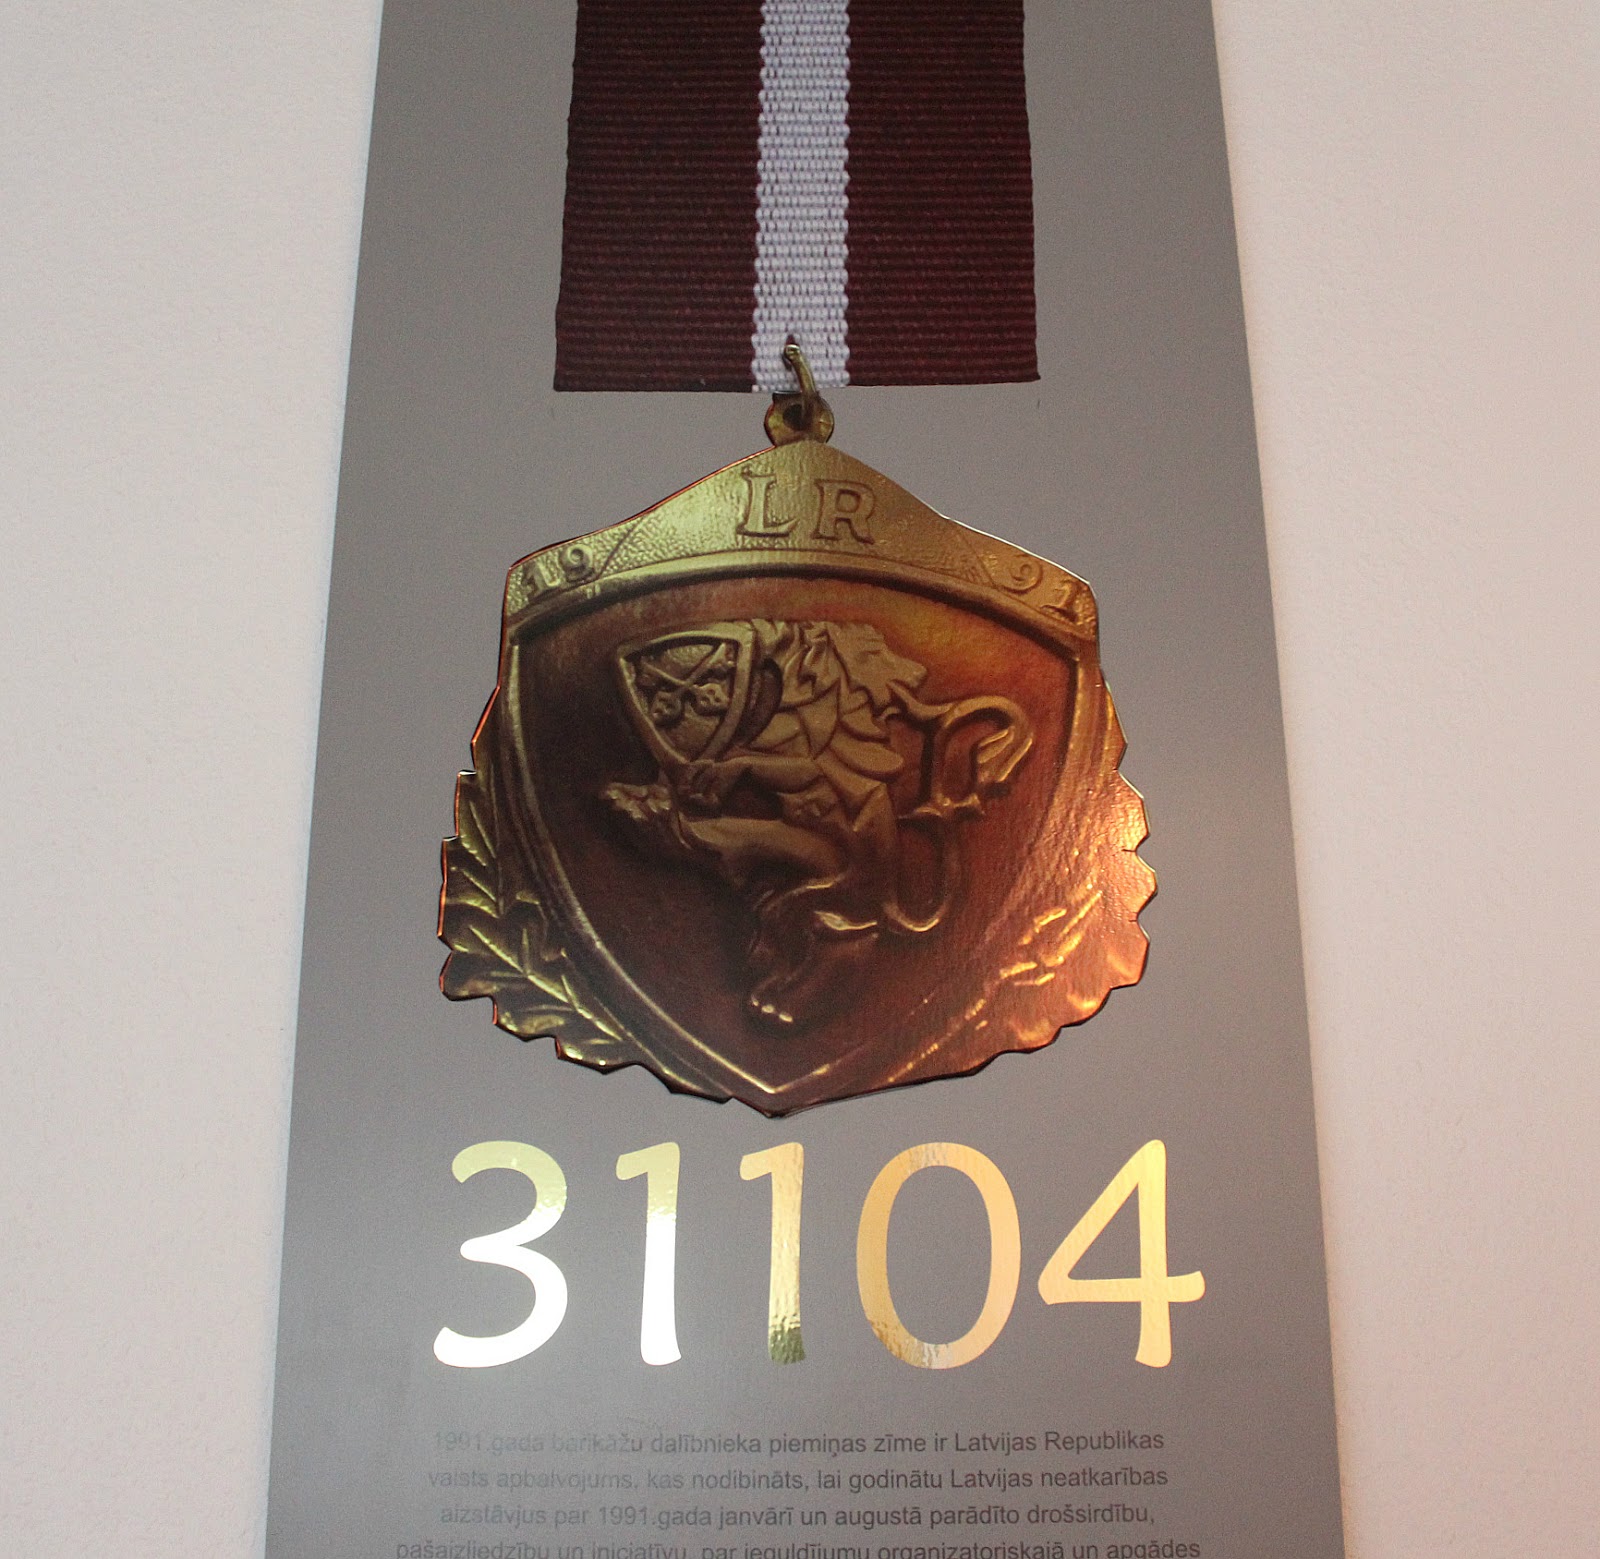 LR
19 91
31104
1991.gada barikāžu dalībnieka piemiņas zīme ir Latvijas Republikas
valsts apbalvojums, kas nodibināts, lai godinātu Latvijas neatkarības
aizstāvjus par 1991.gada janvārī un augustā parādīto drošsirdību,
pašaizliedzību un iniciatīvu, par ieguldījumu organizatoriskajā un apgādes